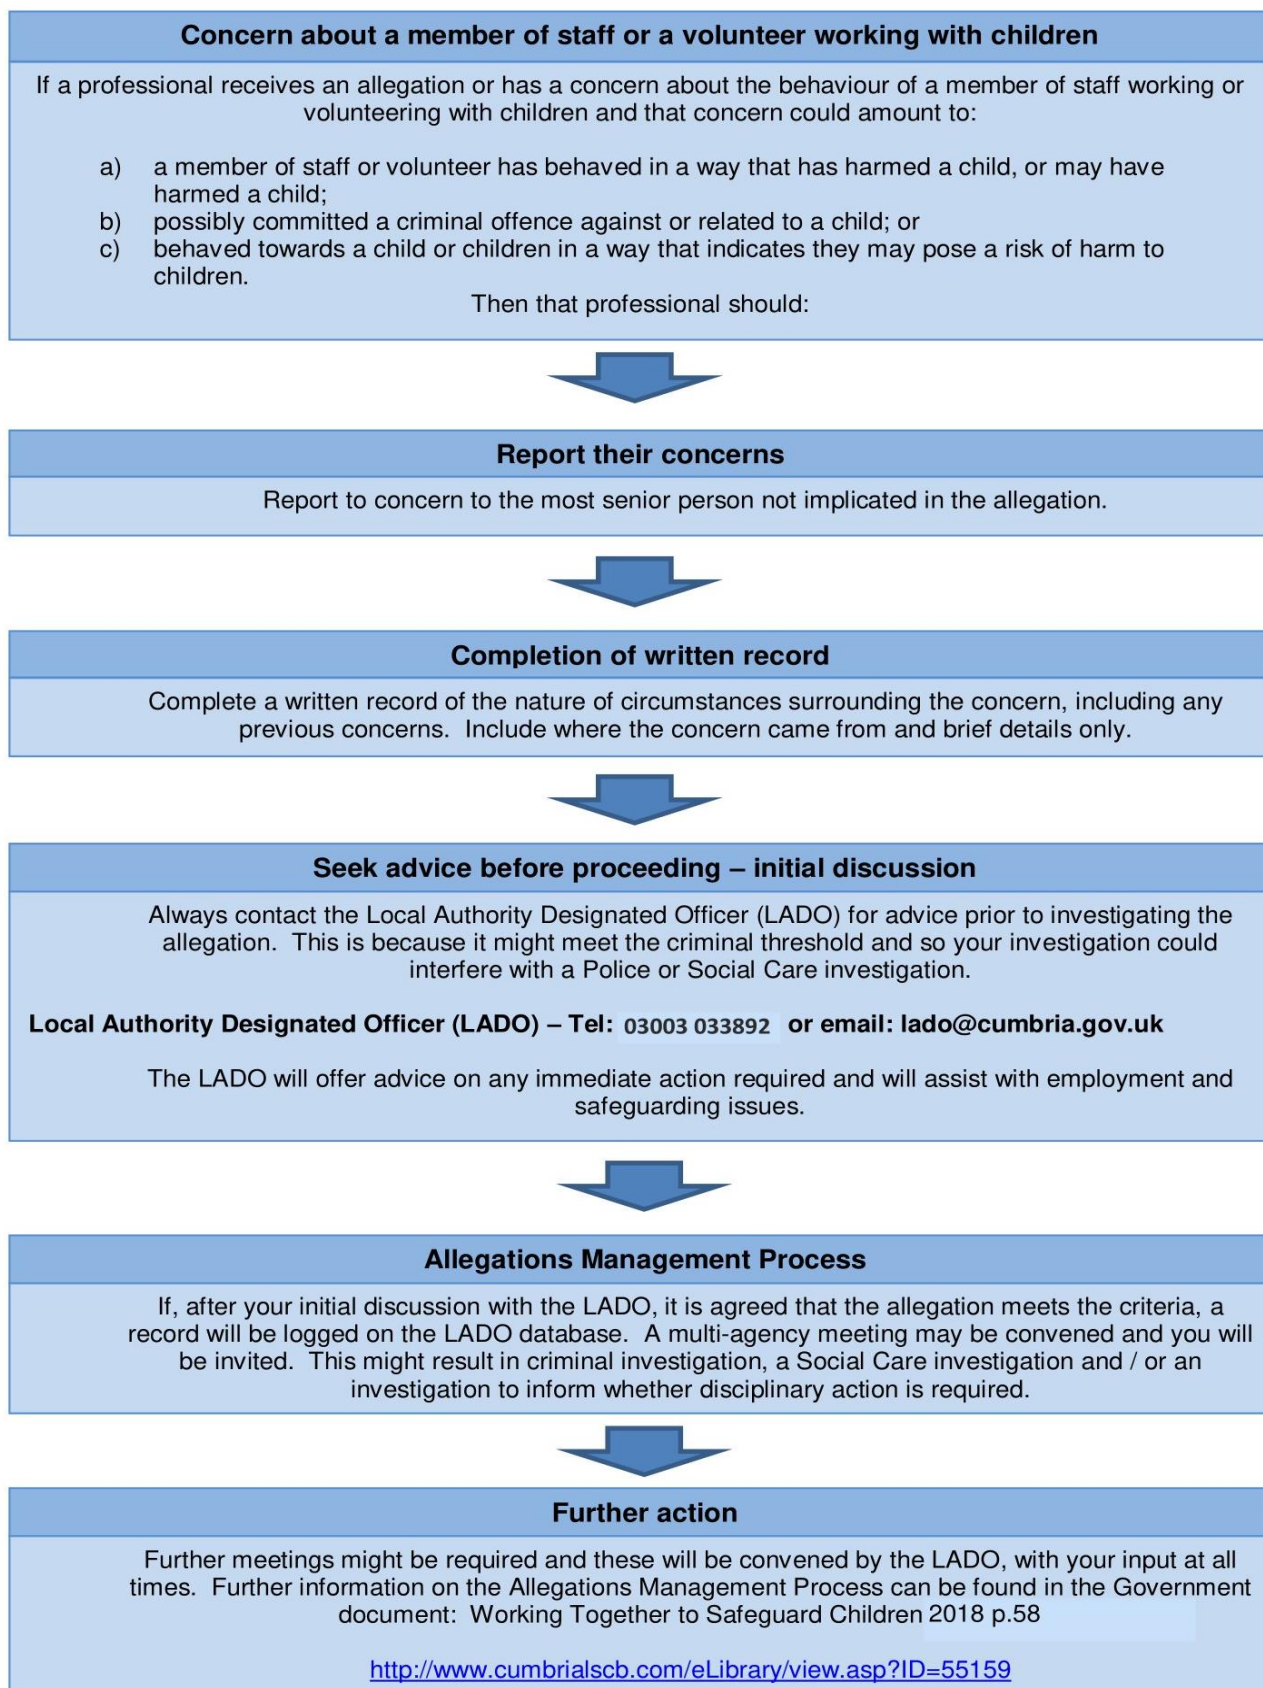 Concern about a member of staff or a volunteer working with children
If a professional receives an allegation or has a concern about the behaviour of a member of staff working or
volunteering with children and that concern could amount to:
a) a member of staff or volunteer has behaved in a way that has harmed a child, or may have
harmed a child;
b) possibly committed a criminal offence against or related to a child; or
c) behaved towards a child or children in a way that indicates they may pose a risk of harm to
children.
Then that professional should:
Report their concerns
Report to concern to the most senior person not implicated in the allegation.
Completion of written record
Complete a written record of the nature of circumstances surrounding the concern, including any
previous concerns. Include where the concern came from and brief details only.
Seek advice before proceeding – initial discussion
Always contact the Local Authority Designated Officer (LADO) for advice prior to investigating the
allegation. This is because it might meet the criminal threshold and so your investigation could
interfere with a Police or Social Care investigation.
Local Authority Designated Officer (LADO) – Tel: 03003 033892 or email: lado@cumbria.gov.uk
The LADO will offer advice on any immediate action required and will assist with employment and
safeguarding issues.
Allegations Management Process
If, after your initial discussion with the LADO, it is agreed that the allegation meets the criteria, a
record will be logged on the LADO database. A multi-agency meeting may be convened and you will
be invited. This might result in criminal investigation, a Social Care investigation and / or an
investigation to inform whether disciplinary action is required.
Further action
Further meetings might be required and these will be convened by the LADO, with your input at all
times. Further information on the Allegations Management Process can be found in the Government
document: Working Together to Safeguard Children 2018 p.58
http://www.cumbrialscb.com/eLibrary/view.asp?ID=55159